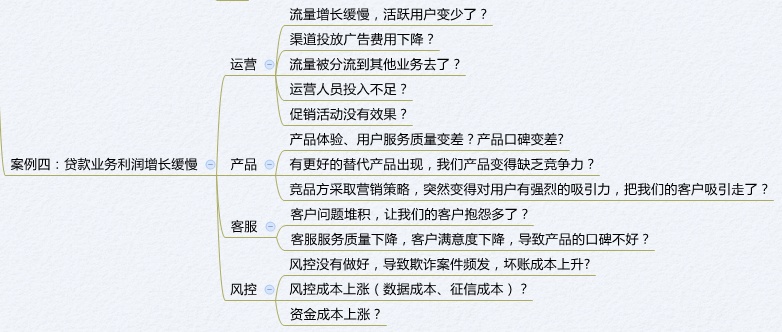 案例四：贷款业务利润增长缓慢
运营
流量增长缓慢，活跃用户变少了？
渠道投放广告费用下降？
流量被分流到其他业务去了？
运营人员投入不足？
促销活动没有效果？
产品
产品体验、用户服务质量变差？产品口碑变差?
有更好的替代产品出现，我们产品变得缺乏竞争力？
竞品方采取营销策略，突然变得对用户有强烈的吸引力，把我们的客户吸引走了？
客服
客户问题堆积，让我们的客户抱怨多了？
客服服务质量下降，客户满意度下降，导致产品的口碑不好？
风控
风控没有做好，导致欺诈案件频发，坏账成本上升?
风控成本上涨（数据成本、征信成本）？
资金成本上涨？